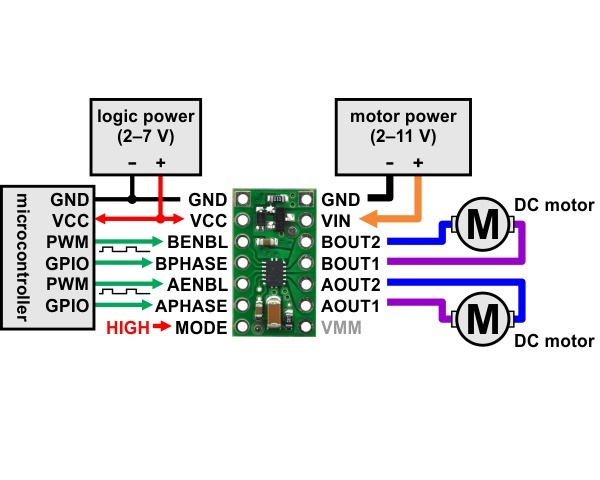 logic power
(2–7 V)
– +
motor power
(2–11 V)
– +
microcontroller
GND
VCC
PWM
GPIO
PWM
GPIO
GND
VCC
BENBL
BPHASE
AENBL
APHASE
HIGH MODE
GND
VIN
BOUT2
BOUT1
AOUT2
AOUT1
VMM
M
DC motor
M
DC motor